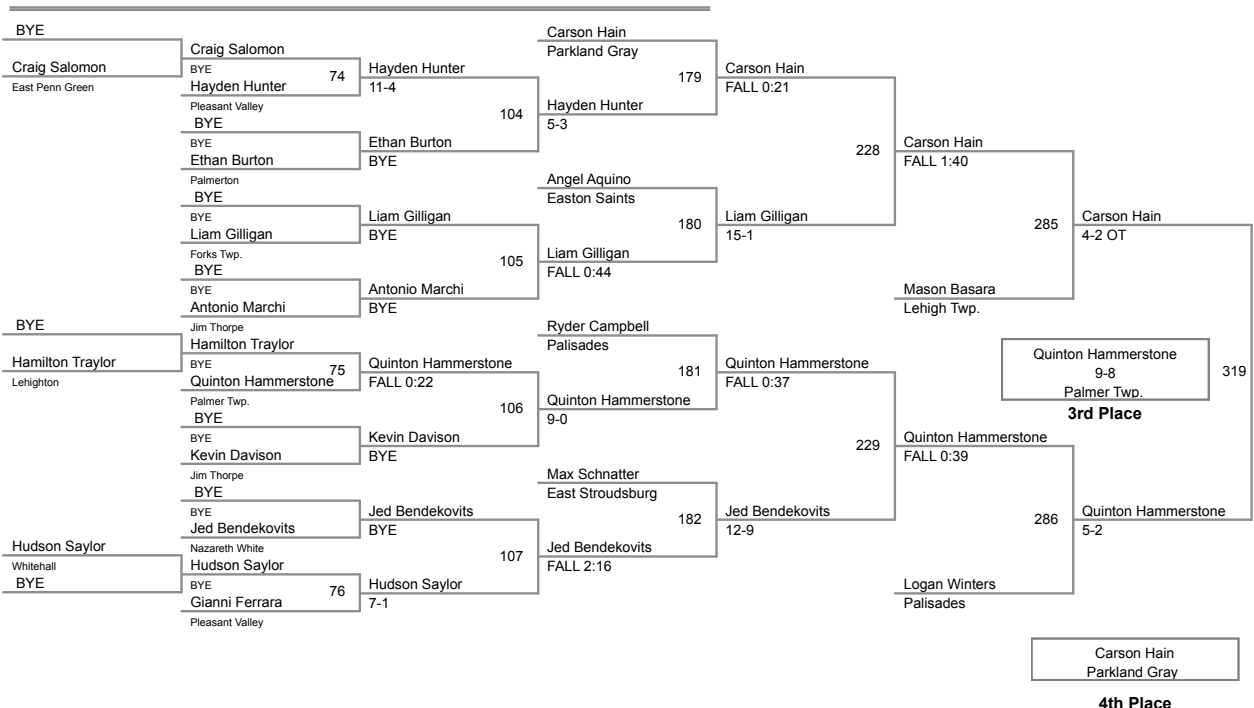 BYE
Craig Salomon
East Penn Green
BYE
Hamilton Traylor
Lehighton
Hudson Saylor
Whitehall
BYE
Craig Salomon
BYE
74
Hayden Hunter
Pleasant Valley
BYE
BYE
Ethan Burton
Palmerton
BYE
BYE
Liam Gilligan
Forks Twp.
BYE
BYE
Antonio Marchi
Jim Thorpe
Hamilton Traylor
BYE
75
Quinton Hammerstone
Palmer Twp.
BYE
BYE
Kevin Davison
Jim Thorpe
BYE
BYE
Jed Bendekovits
Nazareth White
Hudson Saylor
BYE
76
Gianni Ferrara
Pleasant Valley
Hayden Hunter
11-4
104
Ethan Burton
BYE
Liam Gilligan
BYE
105
Antonio Marchi
BYE
Quinton Hammerstone
FALL 0:22
106
Kevin Davison
BYE
Jed Bendekovits
BYE
107
Hudson Saylor
7-1
Carson Hain
Parkland Gray
179
Hayden Hunter
5-3
Angel Aquino
Easton Saints
180
Liam Gilligan
FALL 0:44
Ryder Campbell
Palisades
181
Quinton Hammerstone
9-0
Max Schnatter
East Stroudsburg
182
Jed Bendekovits
FALL 2:16
Carson Hain
FALL 0:21
228
Liam Gilligan
15-1
Quinton Hammerstone
FALL 0:37
229
Jed Bendekovits
12-9
Carson Hain
FALL 1:40
285
Mason Basara
Lehigh Twp.
Quinton Hammerstone
FALL 0:39
286
Logan Winters
Palisades
Carson Hain
4-2 OT
319
Quinton Hammerstone
5-2
Quinton Hammerstone
9-8
Palmer Twp.
3rd Place
Carson Hain
Parkland Gray
4th Place